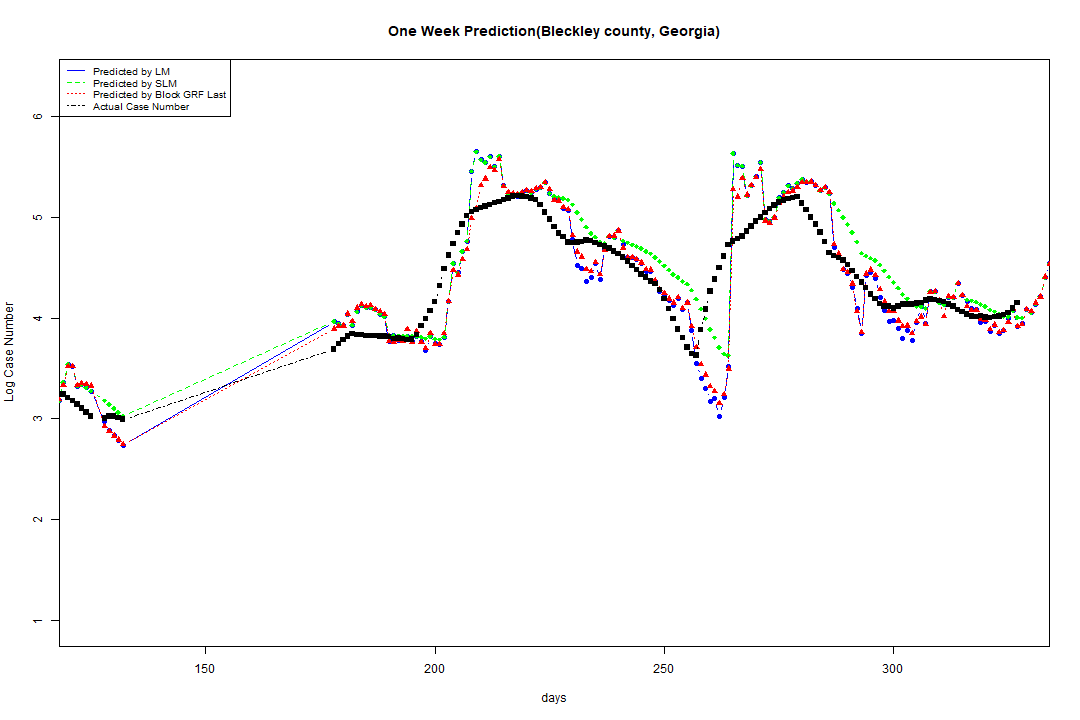 One Week Prediction(Bleckley county, Georgia)
Predicted by LM
Predicted by SLM
Predicted by Block GRF Last
Actual Case Number
Log Case Number
6
5
4
3
2
1
150 200 250 300
days